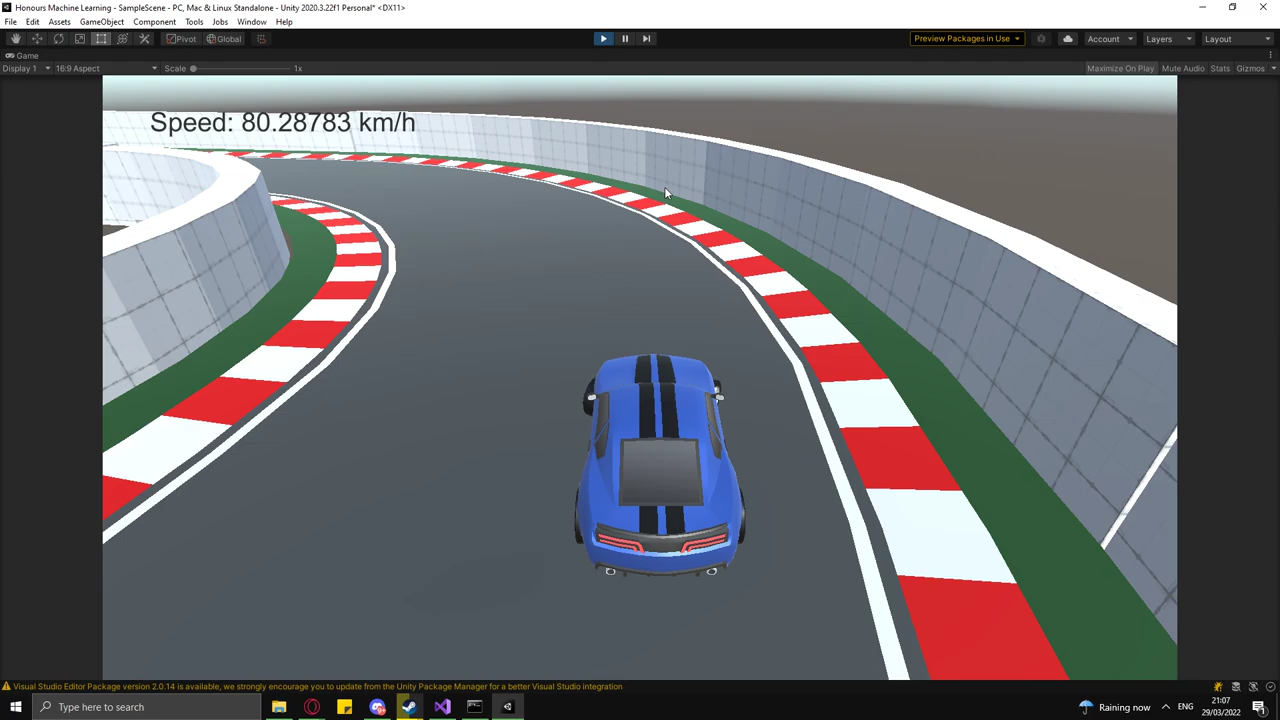 Honours Machine Learning - SampleScene - PC, Mac & Linux Standalone - Unity 2020.3.22f1 Personal* <DX11>
File Edit Assets GameObject Component Tools Jobs Window Help
Pivot Global Preview Packages in Use Account Layers Layout
Game
Display 1 16:9 Aspect Scale 1x Maximize On Play Mute Audio Stats Gizmos
Speed: 80.28783 km/h
Visual Studio Editor Package version 2.0.14 is available, we strongly encourage you to update from the Unity Package Manager for a better Visual Studio integration
Type here to search Raining now ENG 21:07
29/03/2022